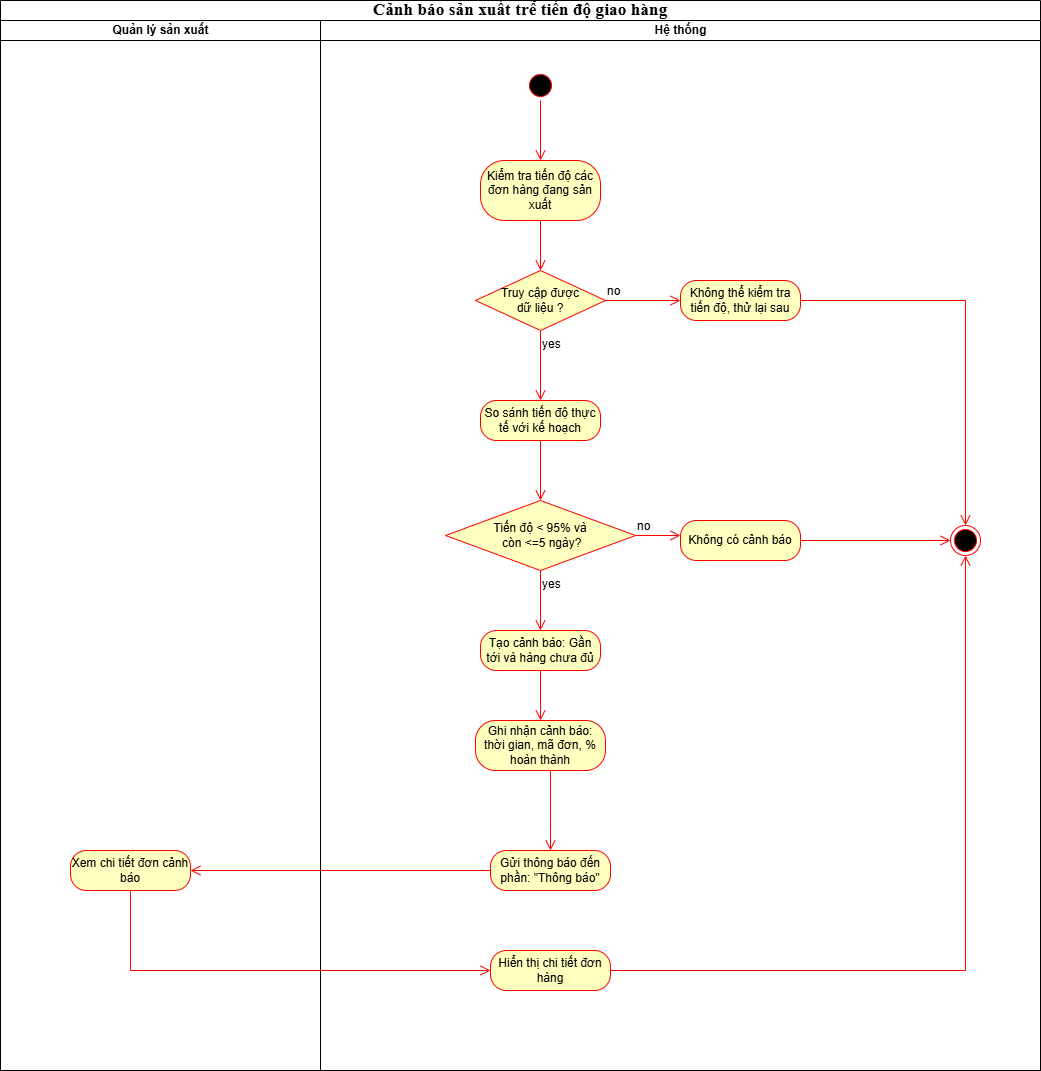 Cảnh báo sản xuất trễ tiến độ giao hàng
Quản lý sản xuất
Hệ thống
Kiểm tra tiến độ các
đơn hàng đang sản
xuất
Truy cập được
dữ liệu ?
no
Không thể kiểm tra
tiến độ, thử lại sau
yes
So sánh tiến độ thực
tế với kế hoạch
Tiến độ < 95% và
còn <=5 ngày?
no
Không có cảnh báo
yes
Tạo cảnh báo: Gần
tới và hàng chưa đủ
Ghi nhận cảnh báo:
thời gian, mã đơn, %
hoàn thành
Xem chi tiết đơn cảnh
báo
Gửi thông báo đến
phần: "Thông báo"
Hiển thị chi tiết đơn
hàng